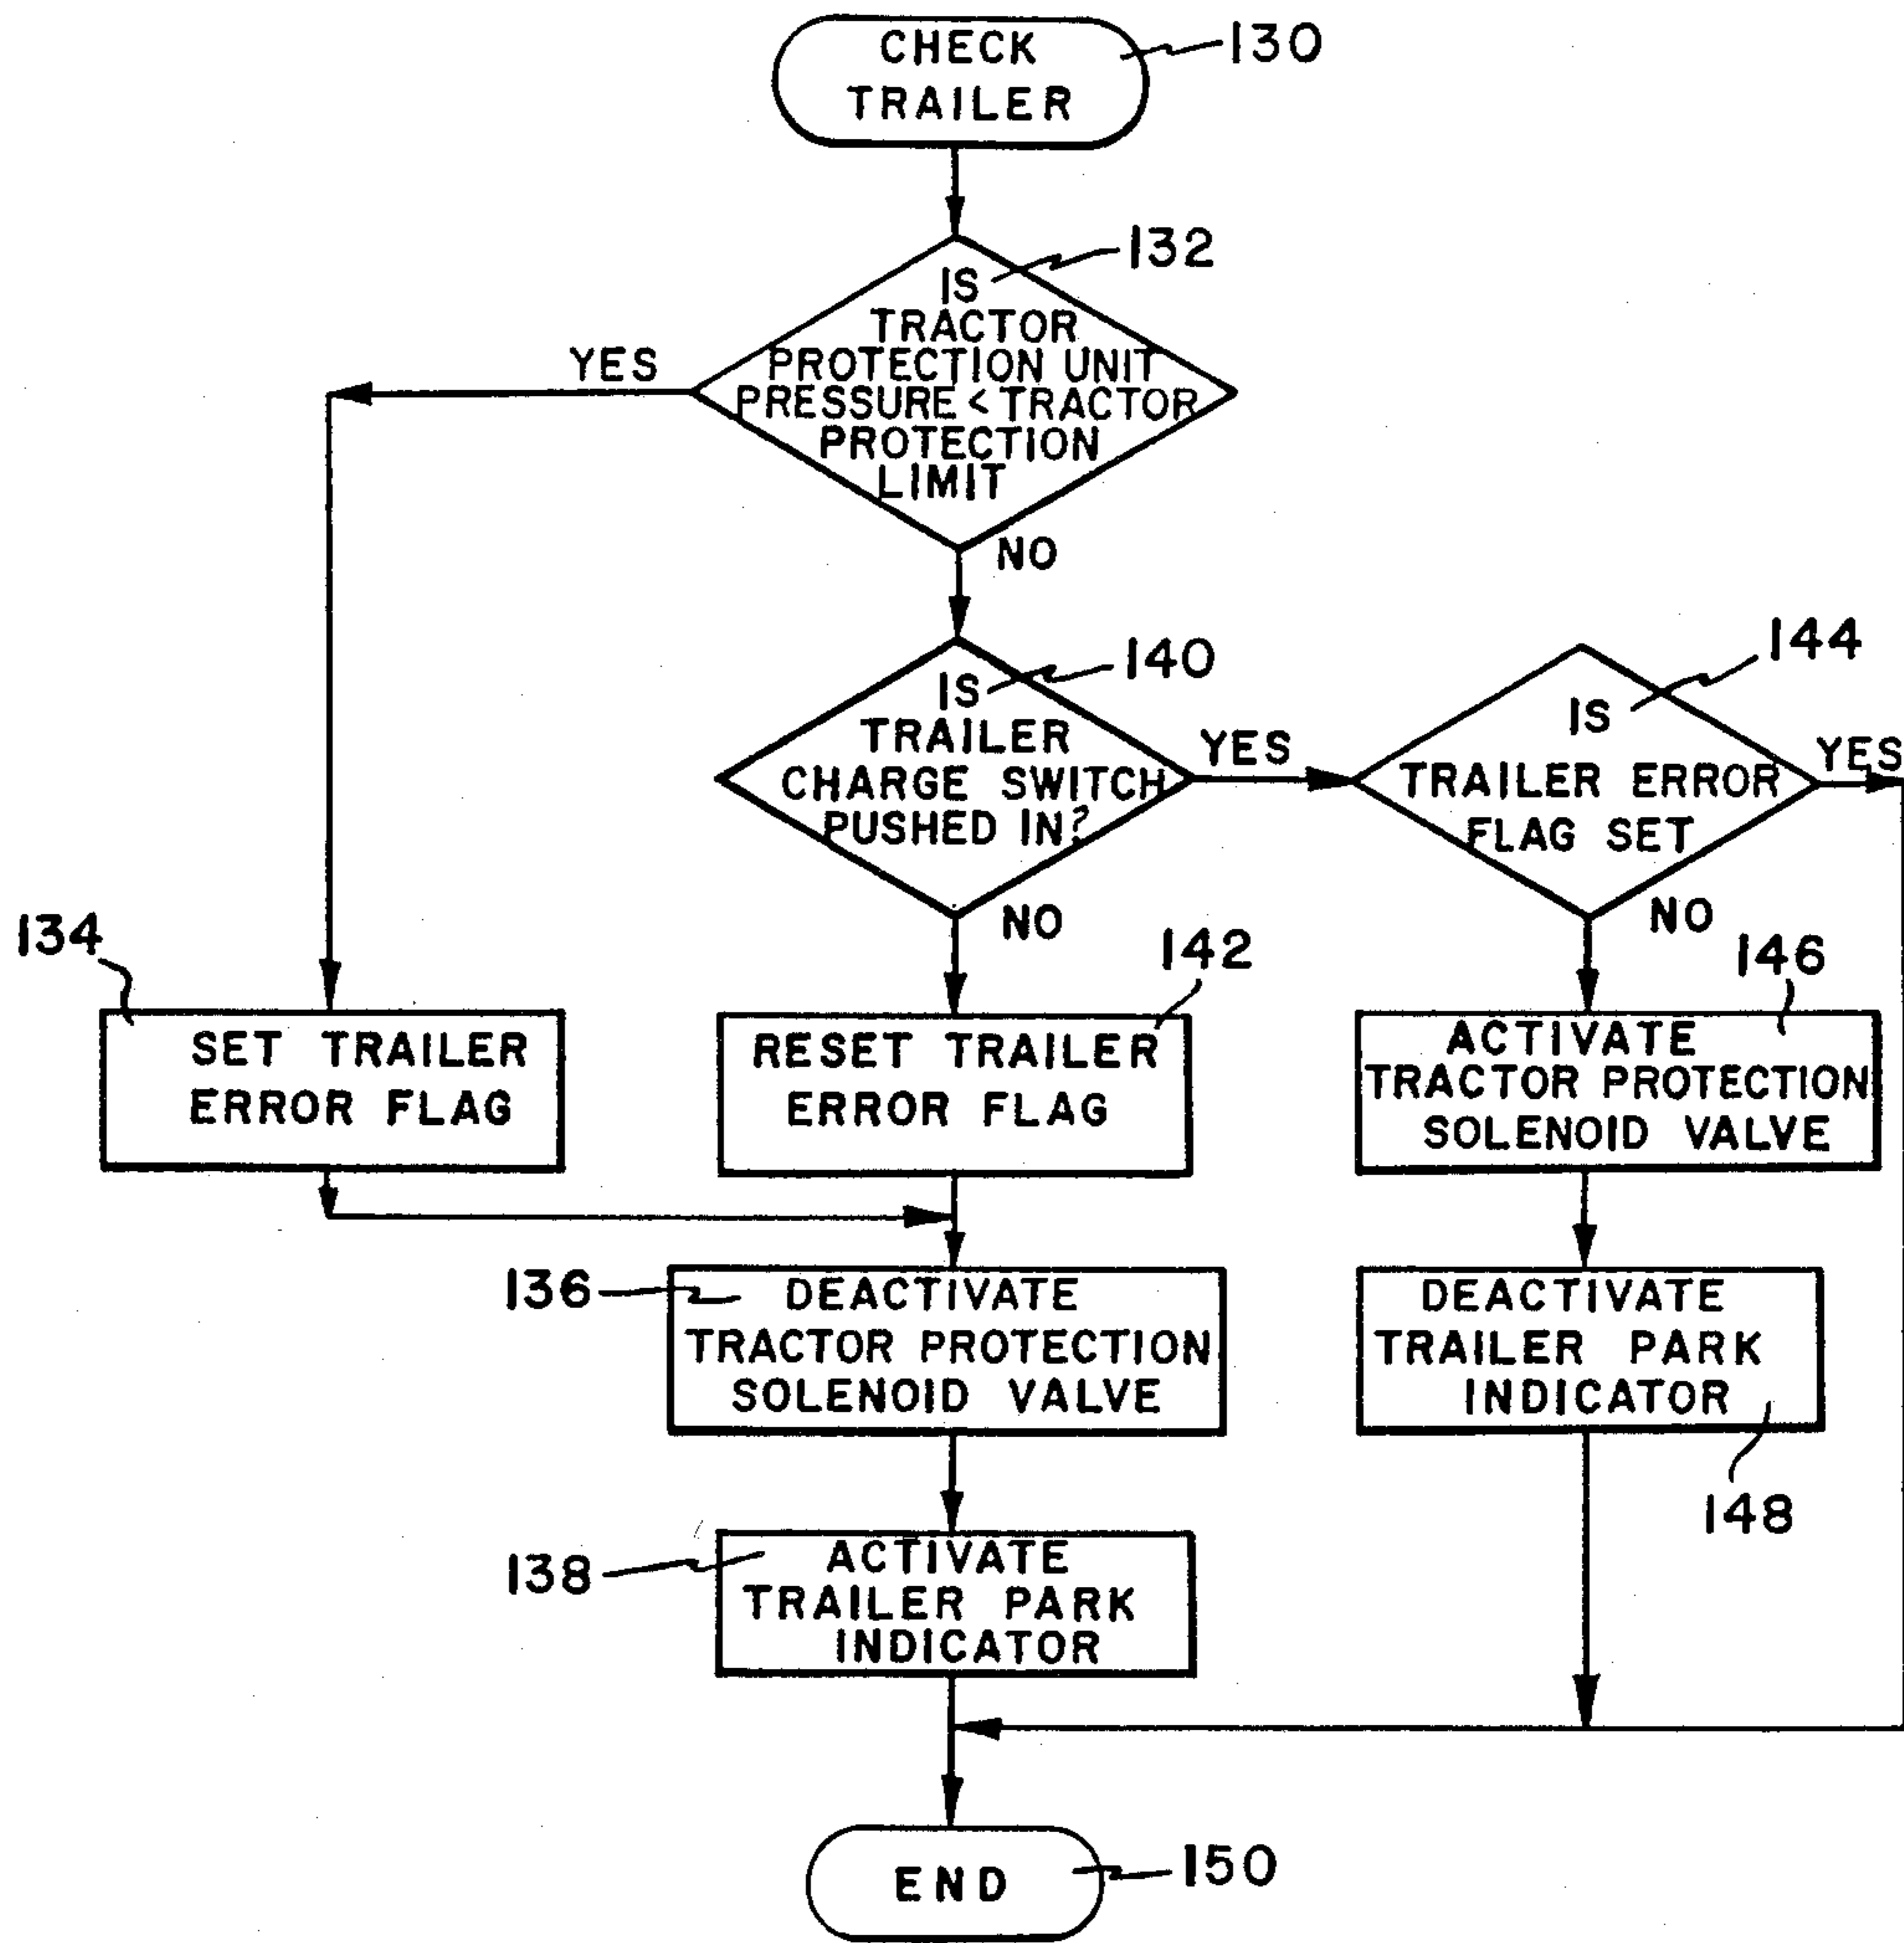 CHECK
TRAILER
130
132
IS
TRACTOR
PROTECTION UNIT
PRESSURE < TRACTOR
PROTECTION
LIMIT
YES
NO
140
IS
TRAILER
CHARGE SWITCH
PUSHED IN?
YES
NO
144
IS
TRAILER ERROR
FLAG SET
YES
NO
134
SET TRAILER
ERROR FLAG
142
RESET TRAILER
ERROR FLAG
146
ACTIVATE
TRACTOR PROTECTION
SOLENOID VALVE
136
DEACTIVATE
TRACTOR PROTECTION
SOLENOID VALVE
DEACTIVATE
TRAILER PARK
INDICATOR
148
138
ACTIVATE
TRAILER PARK
INDICATOR
END
150